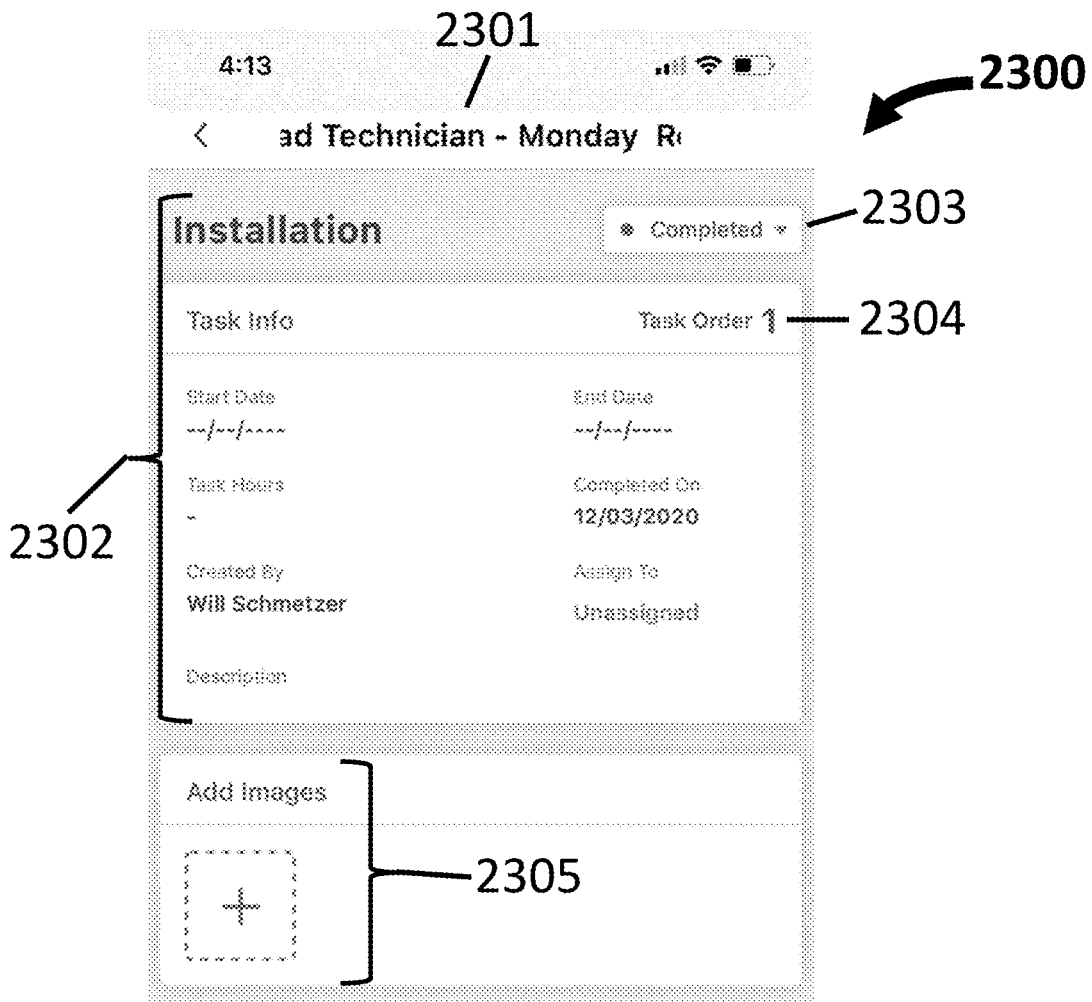 2301
4:13
2300
ad Technician - Monday R
Installation
Completed
2303
Task Info
Task Order 1
2304
Start Date
End Date
--/--/----
--/--/----
Task Hours
Completed On
-
12/03/2020
2302
Created By
Assign To
Will Schmetzer
Unassigned
Description
Add Images
2305
+